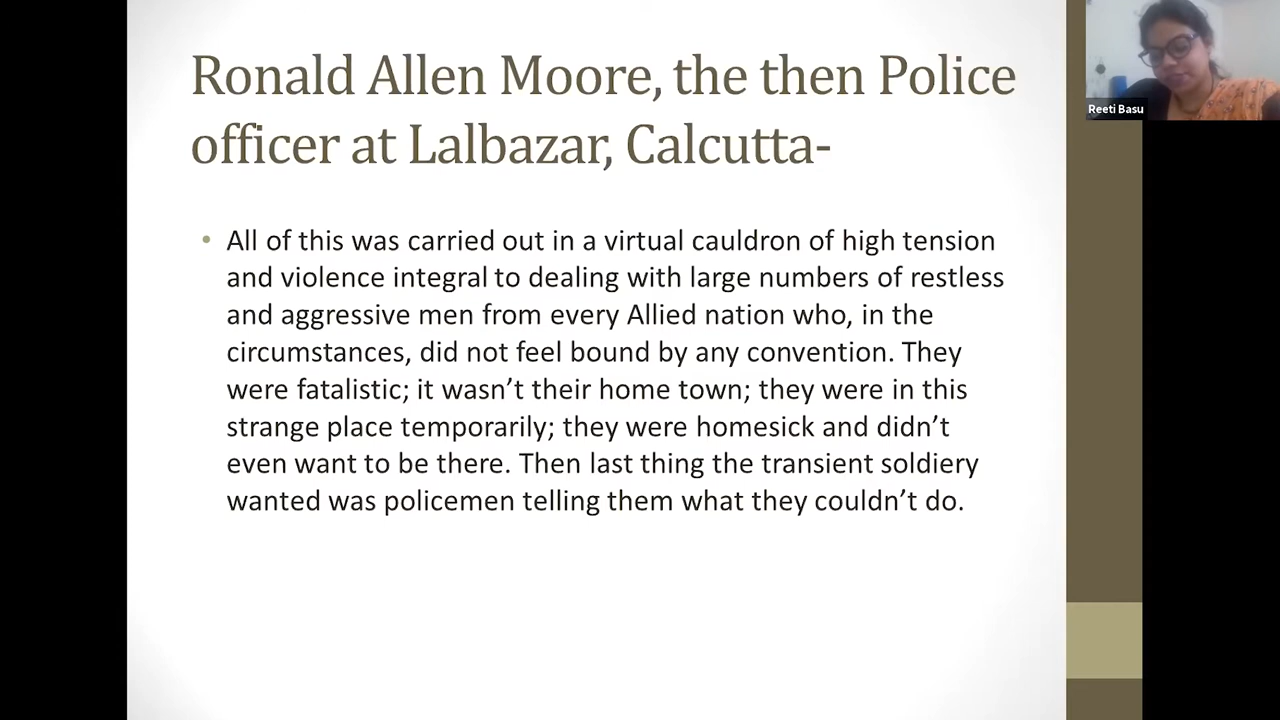 Ronald Allen Moore, the then Police
officer at Lalbazar, Calcutta-
• All of this was carried out in a virtual cauldron of high tension
and violence integral to dealing with large numbers of restless
and aggressive men from every Allied nation who, in the
circumstances, did not feel bound by any convention. They
were fatalistic; it wasn’t their home town; they were in this
strange place temporarily; they were homesick and didn’t
even want to be there. Then last thing the transient soldiery
wanted was policemen telling them what they couldn’t do.
Reeti Basu